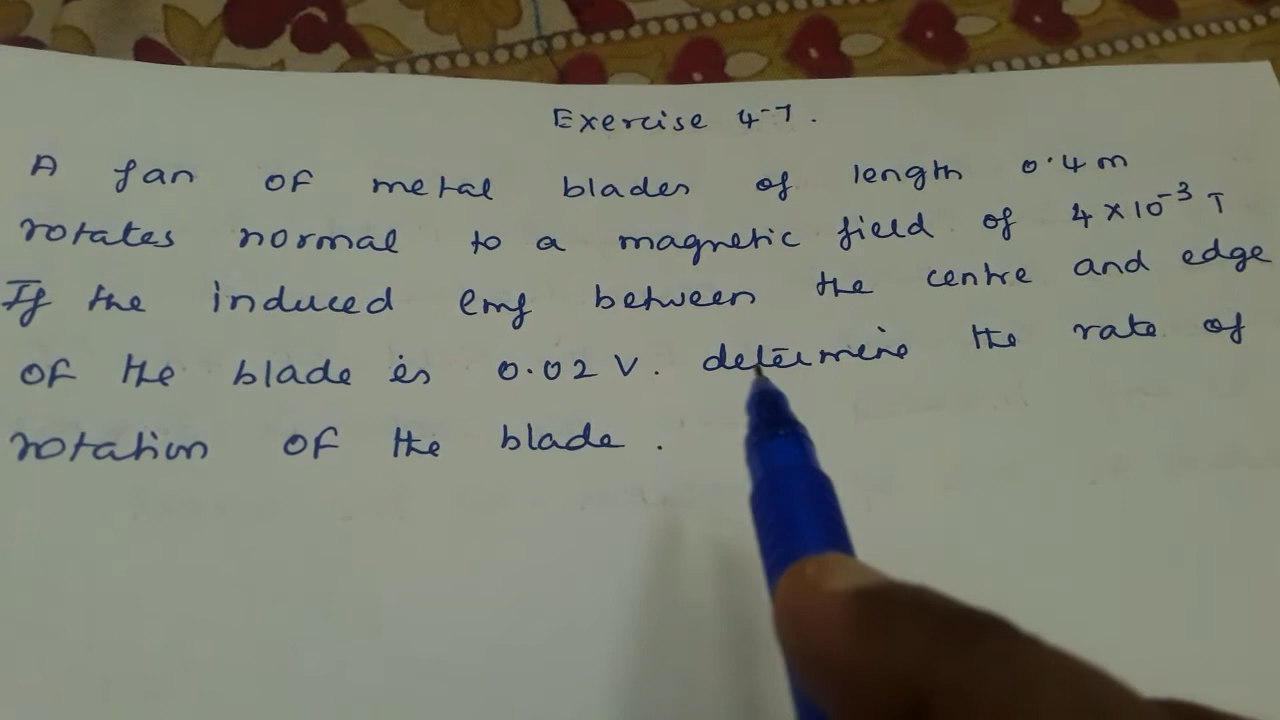 Exercise 4-7.
A fan OF metal blades of length 0.4m
rotates normal to a magnetic field of 4×10⁻³ T
If the induced emf between the centre and edge
OF the blade is 0.02 V. determine the rate of
rotation OF the blade.